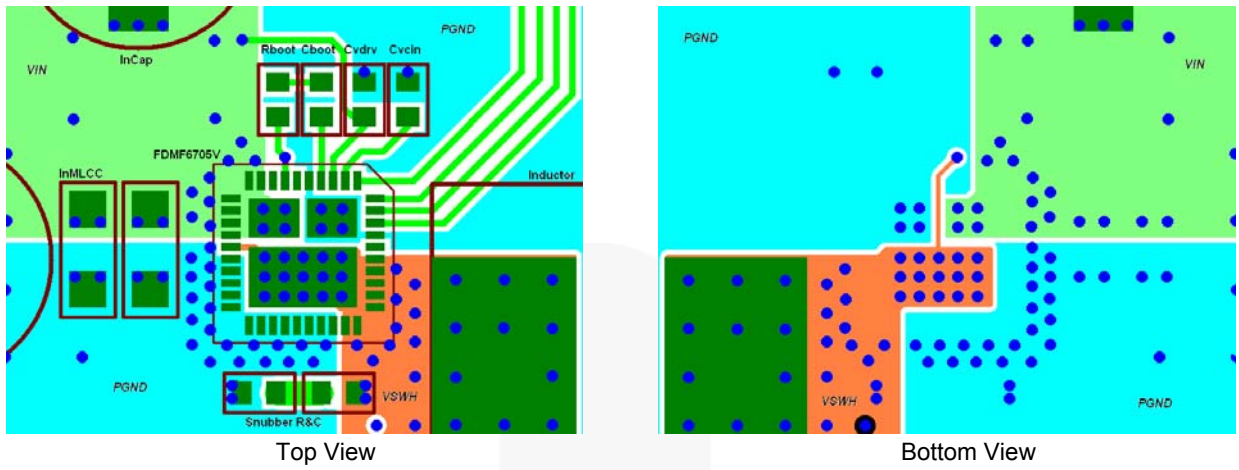 PGND
Rboot Cboot Cvdrv Cvcin
InCap
VIN
FDMF6705V
InMLCC
Inductor
PGND
VSWH
Snubber R&C
Top View
PGND
VIN
VSWH
PGND
Bottom View